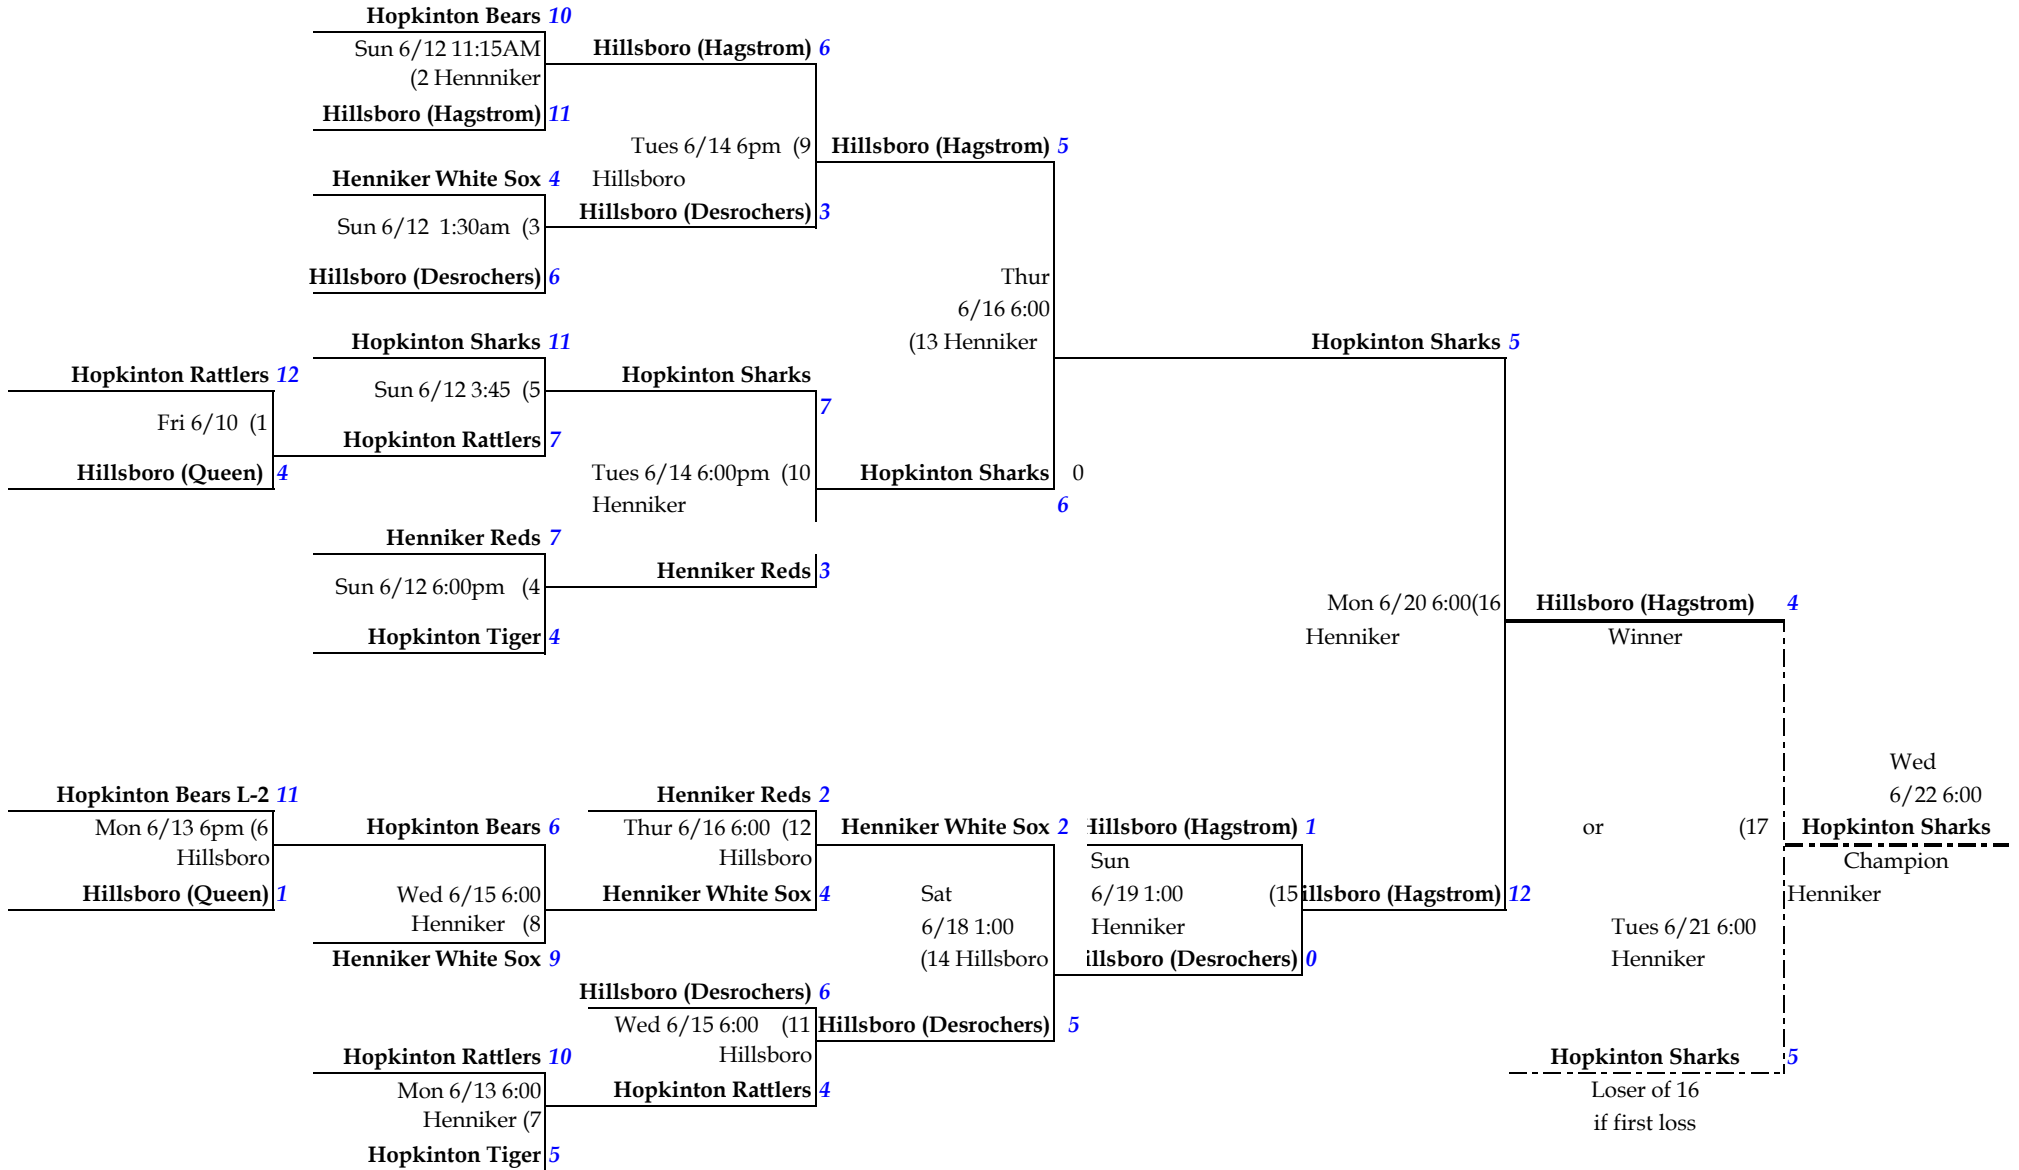 Hopkinton Bears 10
Sun 6/12 11:15AM
(2 Hennniker
Hillsboro (Hagstrom) 11
Hillsboro (Hagstrom) 6
Tues 6/14 6pm (9
Hillsboro
Hillsboro (Desrochers) 3
Henniker White Sox 4
Sun 6/12 1:30am (3
Hillsboro (Desrochers) 6
Hillsboro (Hagstrom) 5
Thur
6/16 6:00
(13 Henniker
Hopkinton Sharks 11
Sun 6/12 3:45 (5
Hopkinton Rattlers 7
Hopkinton Rattlers 12
Fri 6/10 (1
Hillsboro (Queen) 4
Hopkinton Sharks
7
Tues 6/14 6:00pm (10
Henniker
Hopkinton Sharks 0
6
Henniker Reds 7
Sun 6/12 6:00pm (4
Hopkinton Tiger 4
Henniker Reds 3
Hopkinton Sharks 5
Mon 6/20 6:00(16
Henniker
Hillsboro (Hagstrom) 4
Winner
Hopkinton Bears L-2 11
Mon 6/13 6pm (6
Hillsboro
Hillsboro (Queen) 1
Hopkinton Bears 6
Wed 6/15 6:00
Henniker (8
Henniker White Sox 9
Henniker Reds 2
Thur 6/16 6:00 (12
Hillsboro
Henniker White Sox 4
Henniker White Sox 2
Sat
6/18 1:00
(14 Hillsboro
Hillsboro (Desrochers) 5
Hillsboro (Desrochers) 6
Wed 6/15 6:00 (11
Hillsboro
Hopkinton Rattlers 4
Hopkinton Rattlers 10
Mon 6/13 6:00
Henniker (7
Hopkinton Tiger 5
Hillsboro (Hagstrom) 1
Sun
6/19 1:00 (15
Henniker
illsboro (Desrochers) 0
illsboro (Hagstrom) 12
or (17
Tues 6/21 6:00
Henniker
Hopkinton Sharks 5
Loser of 16
if first loss
Wed
6/22 6:00
Hopkinton Sharks
Champion
Henniker